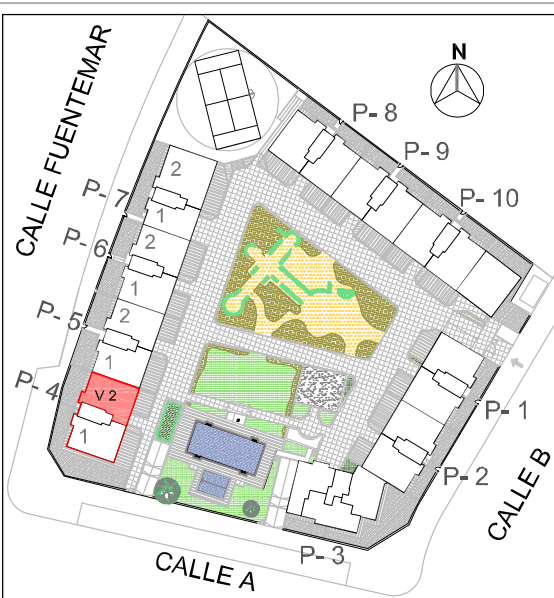 N
CALLE FUENTEMAR
P- 8
P- 9
P- 10
2
P- 7
1
2
P- 6
1
2
P- 5
1
P- 4
V 2
1
P- 1
P- 2
CALLE B
P- 3
CALLE A